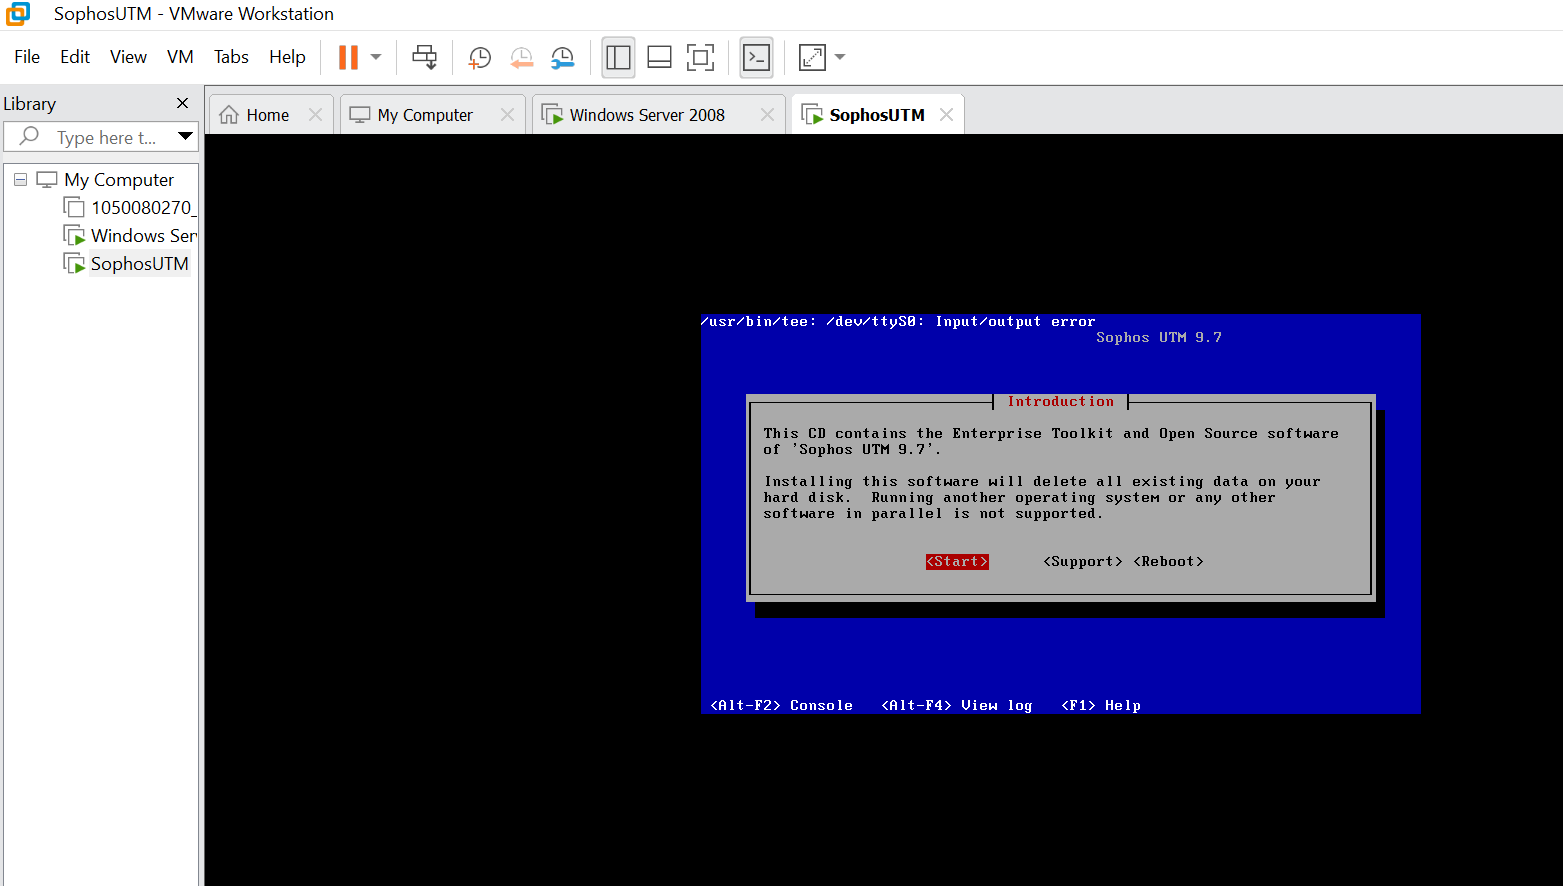 SophosUTM - VMware Workstation
File Edit View VM Tabs Help
Library
Type here t...
My Computer
1050080270_
Windows Ser
SophosUTM
Home My Computer Windows Server 2008 SophosUTM
/usr/bin/tee: /dev/ttyS0: Input/output error
Sophos UTM 9.7
Introduction
This CD contains the Enterprise Toolkit and Open Source software
of 'Sophos UTM 9.7'.
Installing this software will delete all existing data on your
hard disk. Running another operating system or any other
software in parallel is not supported.
<Start> <Support> <Reboot>
<Alt-F2> Console <Alt-F4> View log <F1> Help